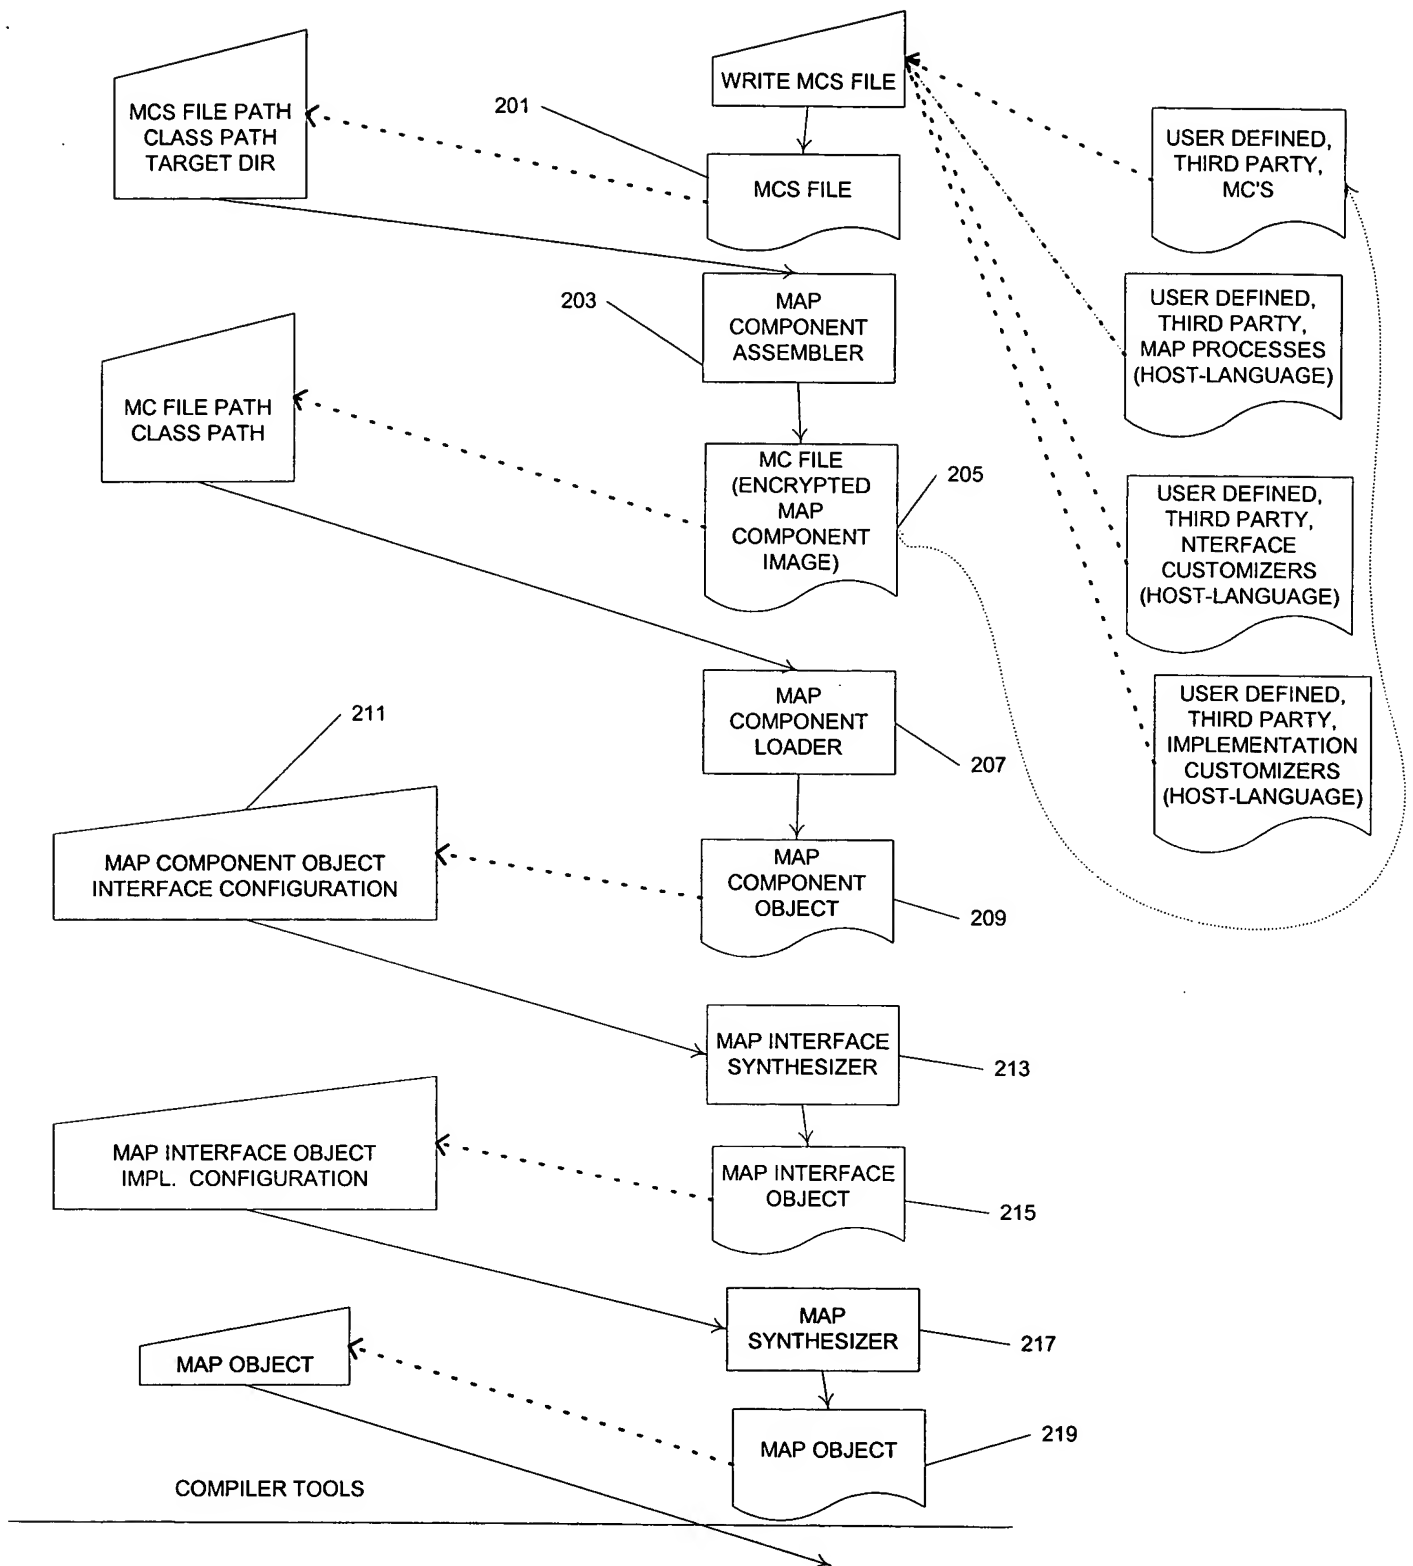 WRITE MCS FILE
MCS FILE PATH
CLASS PATH
TARGET DIR
201
MCS FILE
USER DEFINED,
THIRD PARTY,
MC'S
203
MAP
COMPONENT
ASSEMBLER
USER DEFINED,
THIRD PARTY,
MAP PROCESSES
(HOST-LANGUAGE)
MC FILE PATH
CLASS PATH
MC FILE
(ENCRYPTED
MAP
COMPONENT
IMAGE)
205
USER DEFINED,
THIRD PARTY,
NTERFACE
CUSTOMIZERS
(HOST-LANGUAGE)
MAP
COMPONENT
LOADER
207
USER DEFINED,
THIRD PARTY,
IMPLEMENTATION
CUSTOMIZERS
(HOST-LANGUAGE)
211
MAP COMPONENT OBJECT
INTERFACE CONFIGURATION
MAP
COMPONENT
OBJECT
209
MAP INTERFACE
SYNTHESIZER
213
MAP INTERFACE OBJECT
IMPL. CONFIGURATION
MAP INTERFACE
OBJECT
215
MAP
SYNTHESIZER
217
MAP OBJECT
MAP OBJECT
219
COMPILER TOOLS